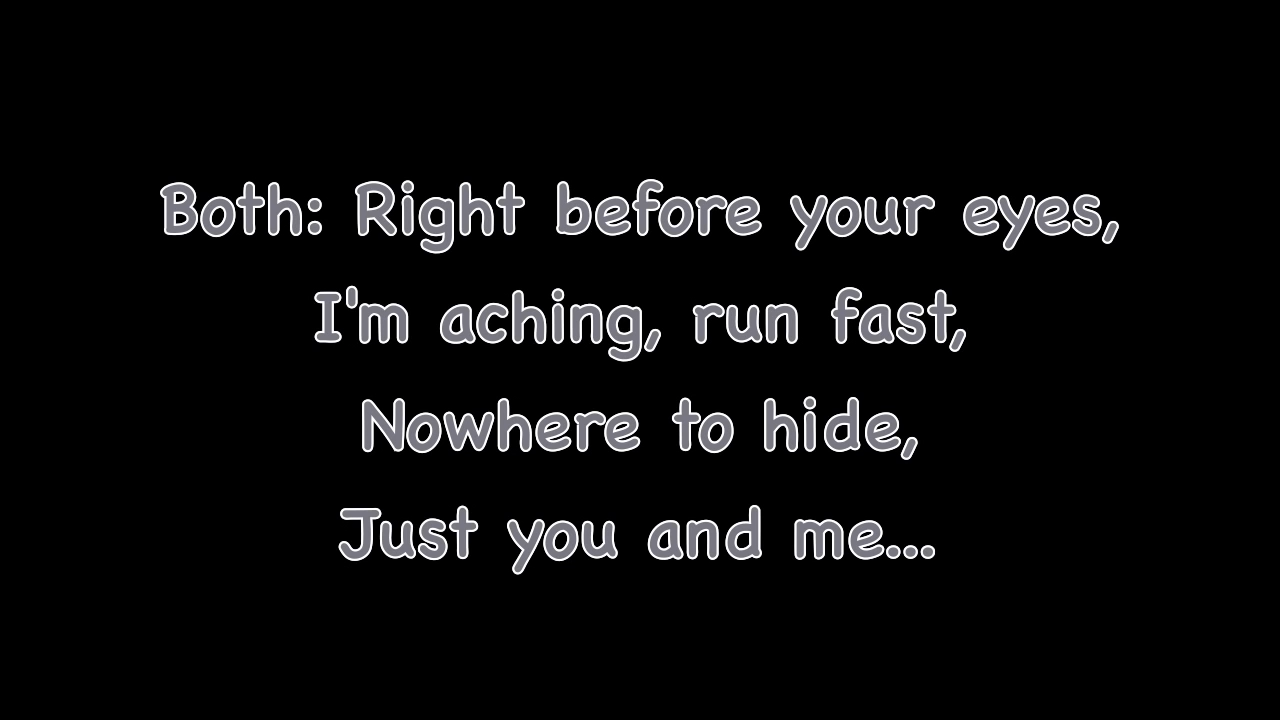 Both: Right before your eyes,
I'm aching, run fast,
Nowhere to hide,
Just you and me...